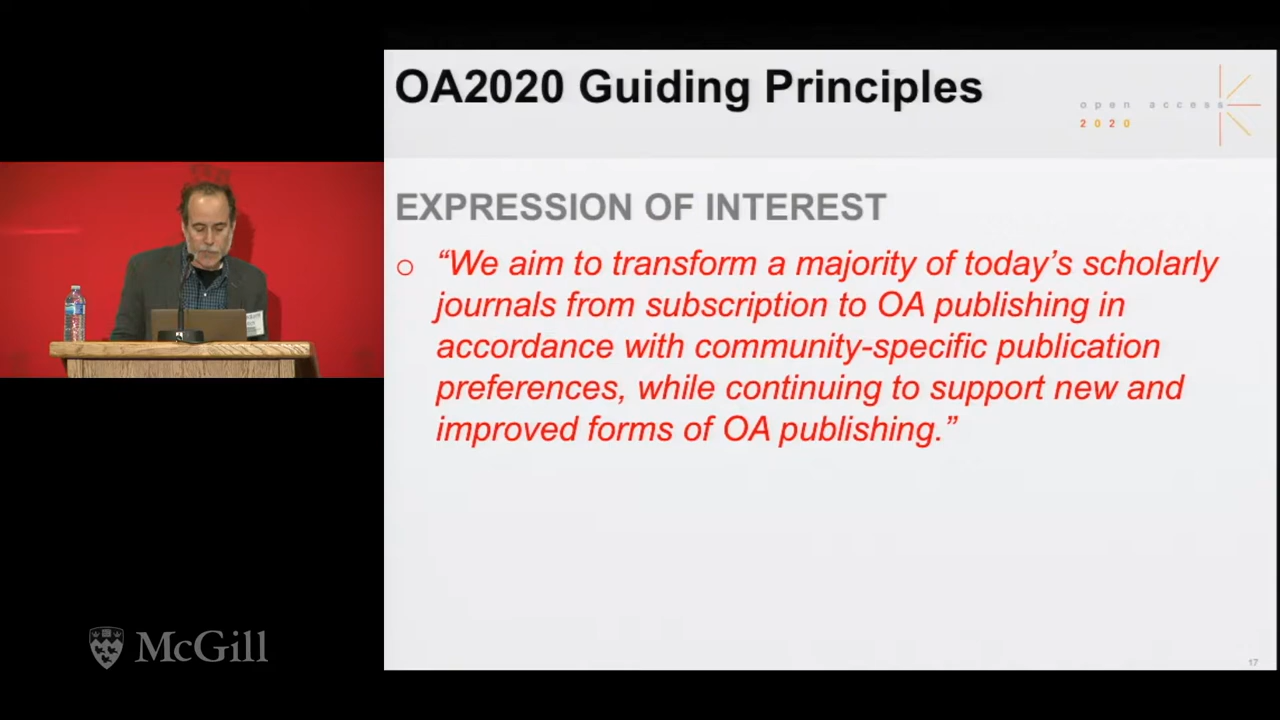 OA2020 Guiding Principles
open access
2020
EXPRESSION OF INTEREST
“We aim to transform a majority of today’s scholarly
journals from subscription to OA publishing in
accordance with community-specific publication
preferences, while continuing to support new and
improved forms of OA publishing.”
McGill
17